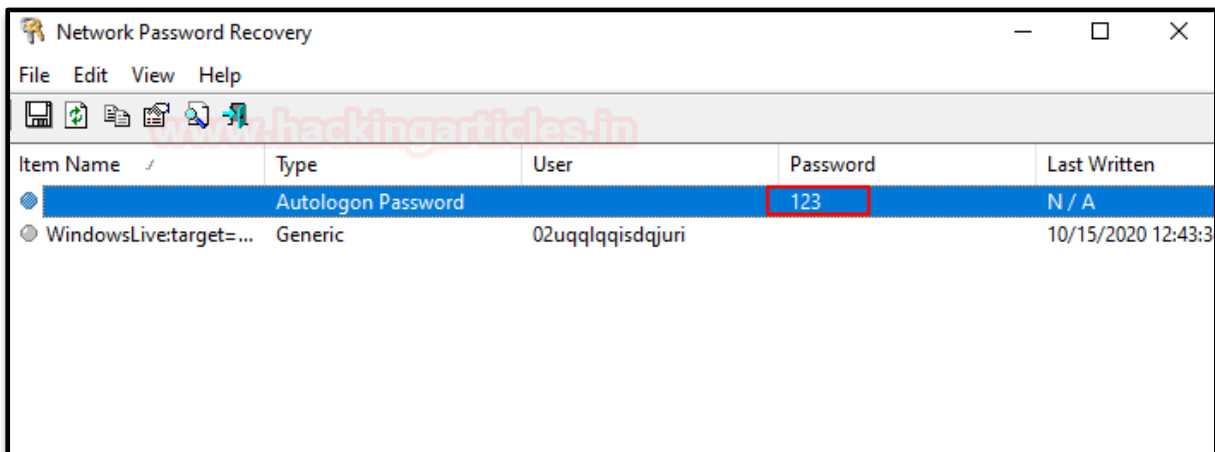 Network Password Recovery
File Edit View Help
www.hackingarticles.in
Item Name Type User Password Last Written
Autologon Password 123 N / A
WindowsLive:target=... Generic 02uqqlqqisdqjuri 10/15/2020 12:43:3